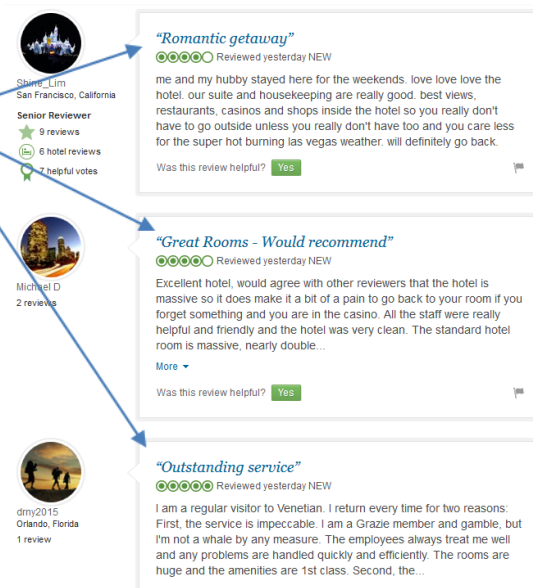 “Romantic getaway”
Reviewed yesterday NEW
me and my hubby stayed here for the weekends. love love love the
hotel. our suite and housekeeping are really good. best views,
restaurants, casinos and shops inside the hotel so you really don't
have to go outside unless you really don't have too and you care less
for the super hot burning las vegas weather. will definitely go back.
Was this review helpful? Yes
Shine_Lim
San Francisco, California
Senior Reviewer
9 reviews
6 hotel reviews
7 helpful votes
“Great Rooms - Would recommend”
Reviewed yesterday NEW
Excellent hotel, would agree with other reviewers that the hotel is
massive so it does make it a bit of a pain to go back to your room if you
forget something and you are in the casino. All the staff were really
helpful and friendly and the hotel was very clean. The standard hotel
room is massive, nearly double...
More
Was this review helpful? Yes
Michael D
2 reviews
“Outstanding service”
Reviewed yesterday NEW
I am a regular visitor to Venetian. I return every time for two reasons:
First, the service is impeccable. I am a Grazie member and gamble, but
I'm not a whale by any measure. The employees always treat me well
and any problems are handled quickly and efficiently. The rooms are
huge and the amenities are 1st class. Second, the...
drny2015
Orlando, Florida
1 review